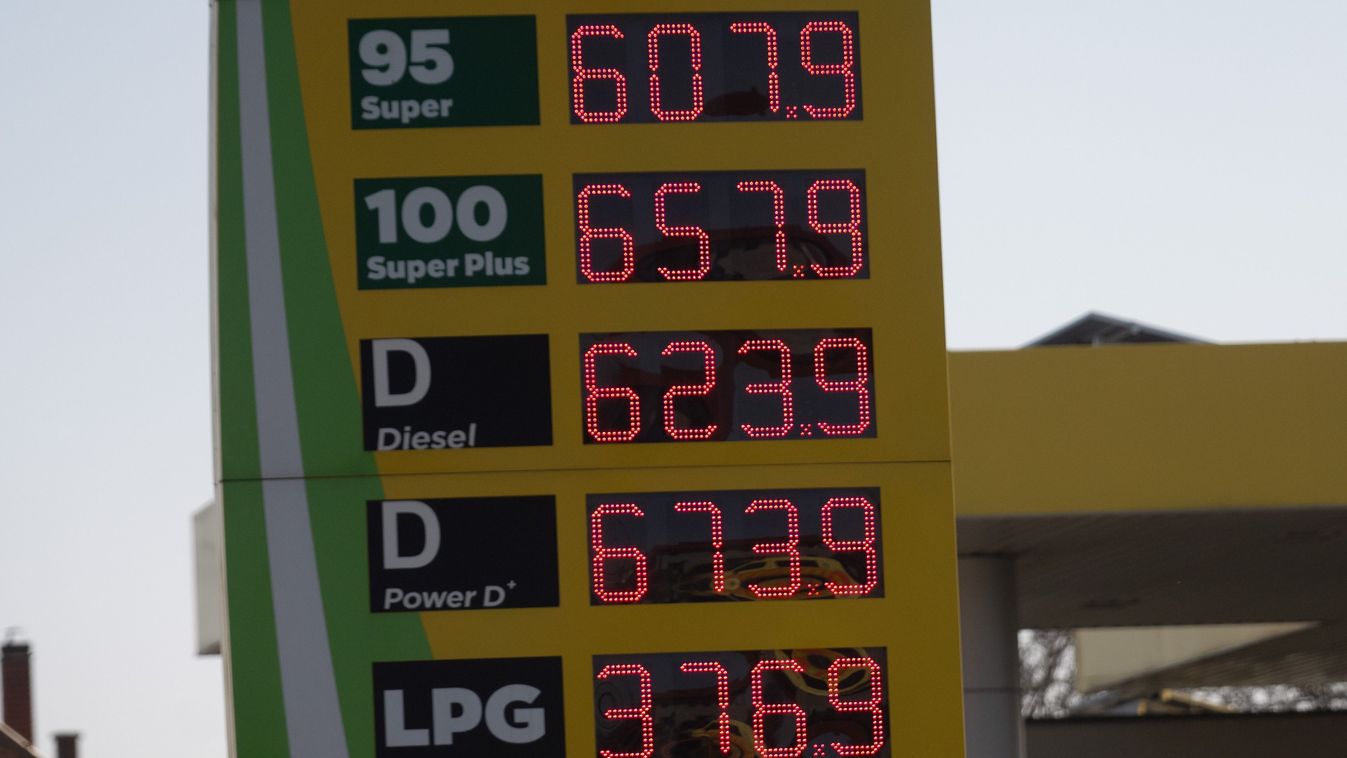 95
Super
607.9
100
Super Plus
657.9
D
Diesel
623.9
D
Power D+
673.9
LPG
376.9